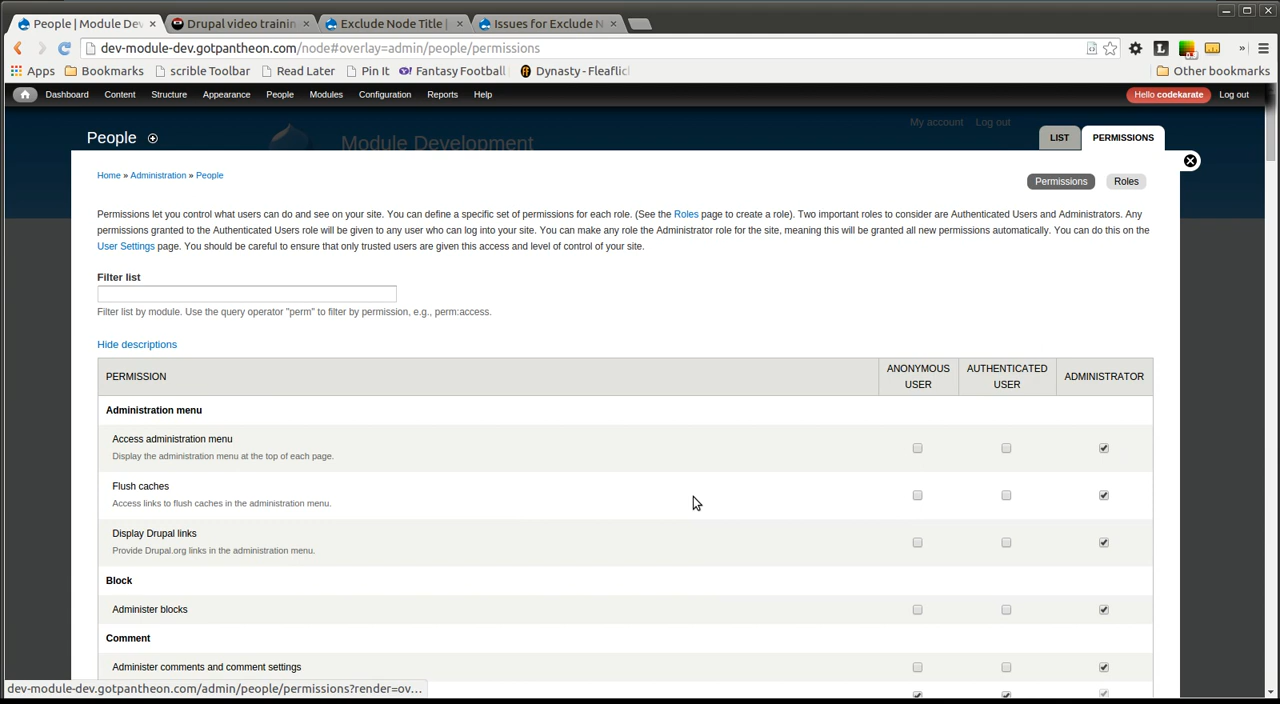 People | Module Dev
Drupal video trainin
Exclude Node Title |
Issues for Exclude N
dev-module-dev.gotpantheon.com/node#overlay=admin/people/permissions
Apps Bookmarks scrible Toolbar Read Later Pin It Fantasy Football Dynasty - Fleaflick Other bookmarks
Dashboard Content Structure Appearance People Modules Configuration Reports Help Hello codekarate Log out
My account Log out
People Module Development LIST PERMISSIONS
Home » Administration » People Permissions Roles
Permissions let you control what users can do and see on your site. You can define a specific set of permissions for each role. (See the Roles page to create a role). Two important roles to consider are Authenticated Users and Administrators. Any
permissions granted to the Authenticated Users role will be given to any user who can log into your site. You can make any role the Administrator role for the site, meaning this will be granted all new permissions automatically. You can do this on the
User Settings page. You should be careful to ensure that only trusted users are given this access and level of control of your site.
Filter list
Filter list by module. Use the query operator "perm" to filter by permission, e.g., perm:access.
Hide descriptions
PERMISSION ANONYMOUS USER AUTHENTICATED USER ADMINISTRATOR
Administration menu
Access administration menu
Display the administration menu at the top of each page.
Flush caches
Access links to flush caches in the administration menu.
Display Drupal links
Provide Drupal.org links in the administration menu.
Block
Administer blocks
Comment
Administer comments and comment settings
dev-module-dev.gotpantheon.com/admin/people/permissions?render=ov...